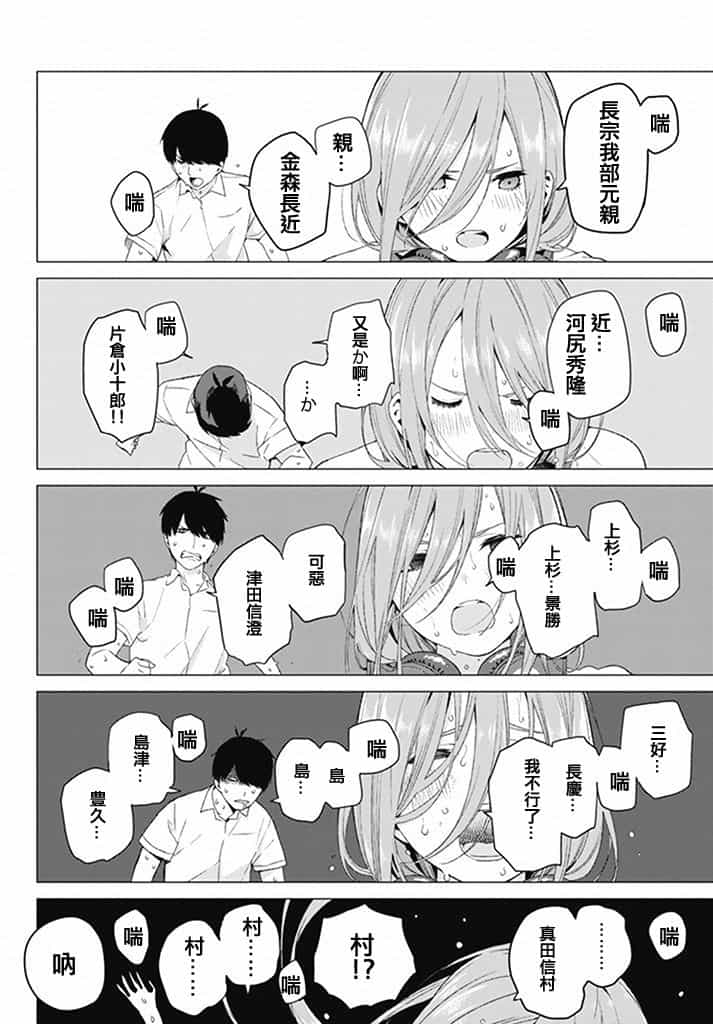 喘
長宗我部元親
親…
金森長近
喘
喘
近…
河尻秀隆
喘
又是か啊…
…か
喘
片倉小十郎!!
上杉…
上杉…景勝
喘
喘
可惡
津田信澄
喘
喘
三好…
長慶…
喘
我不行了…
喘
島
島…
喘
島津…
豊久…
喘
真田信村
村!?
喘
村…
村…
喘
吶